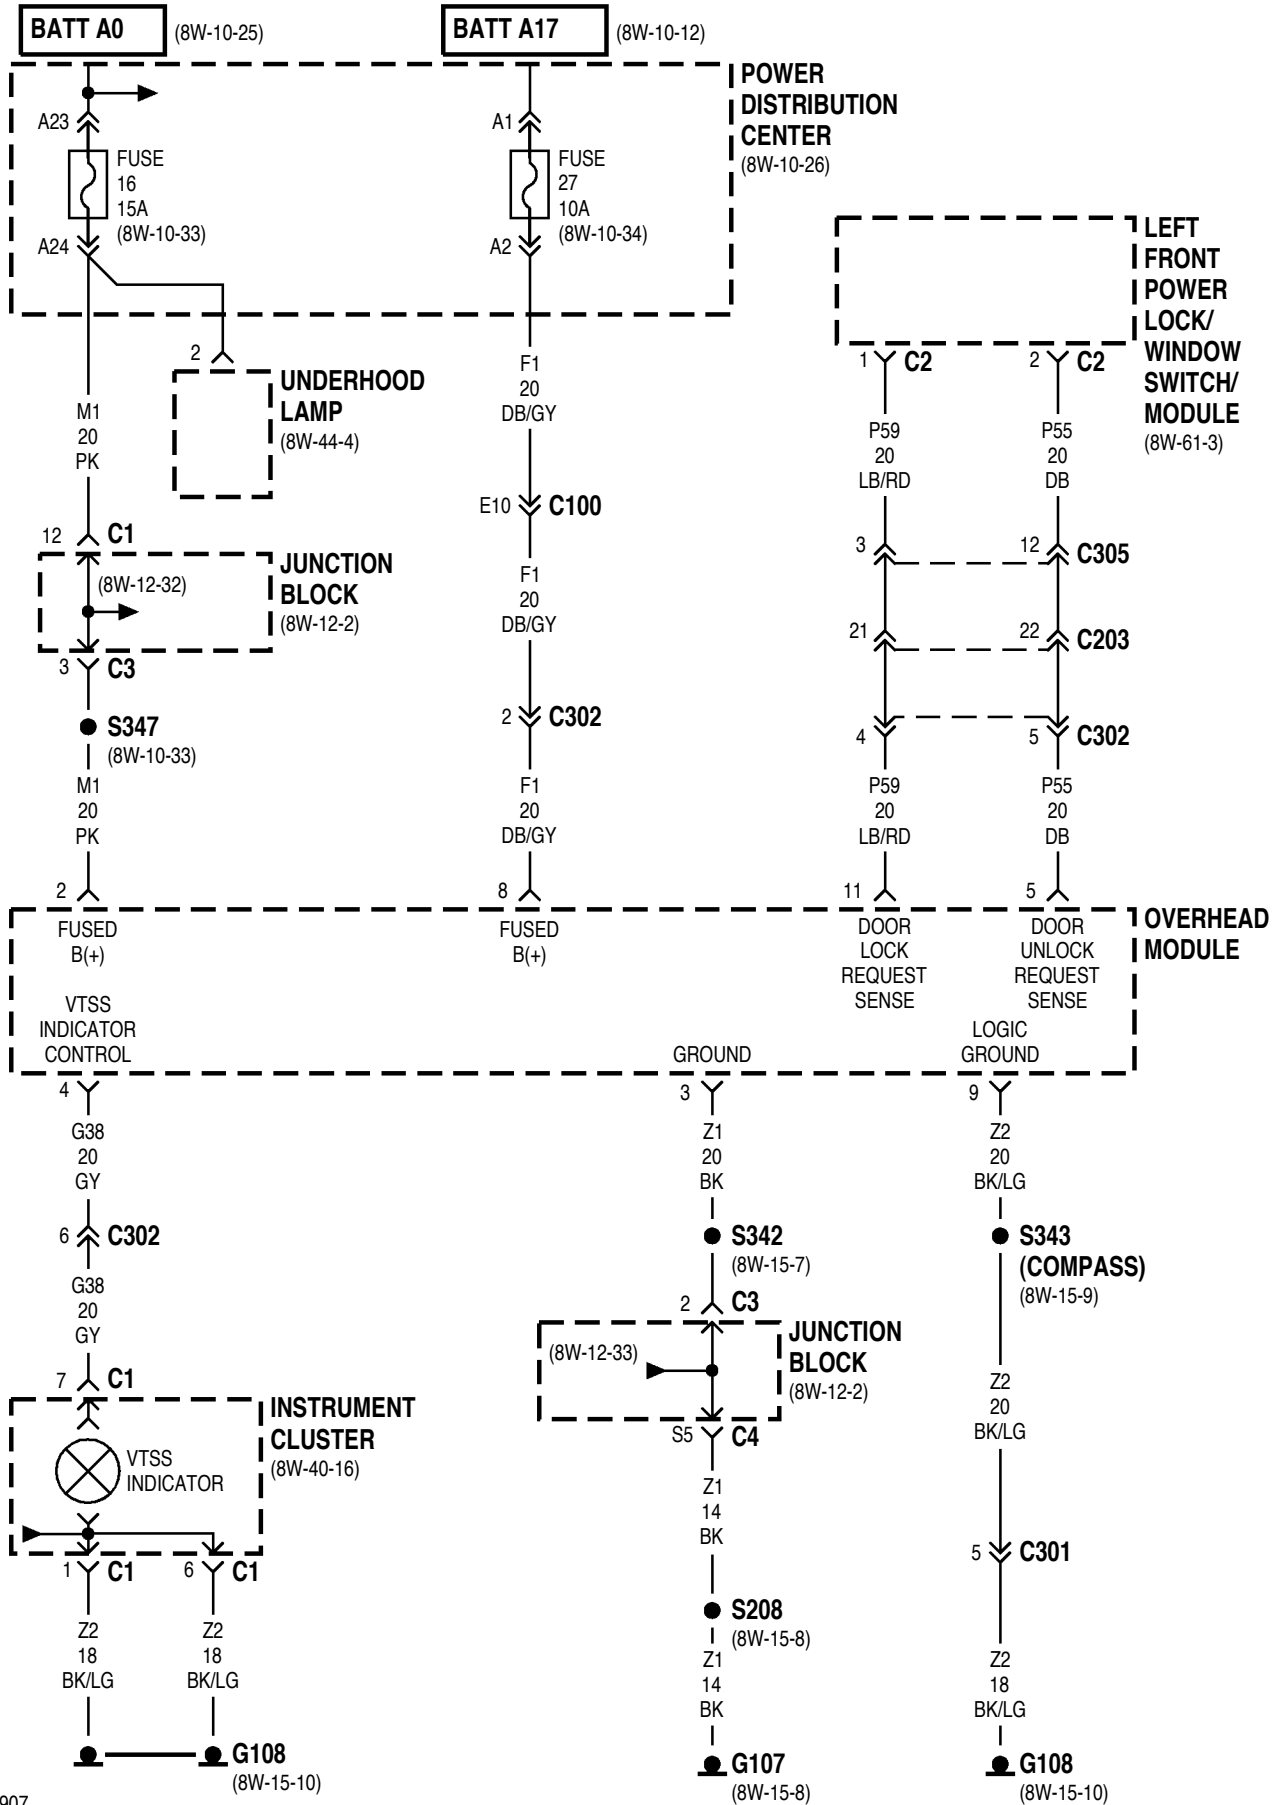 BATT A0
(8W-10-25)
BATT A17
(8W-10-12)
POWER
DISTRIBUTION
CENTER
(8W-10-26)
A23
FUSE
16
15A
(8W-10-33)
A24
A1
FUSE
27
10A
(8W-10-34)
A2
LEFT
FRONT
POWER
LOCK/
WINDOW
SWITCH/
MODULE
(8W-61-3)
2
UNDERHOOD
LAMP
(8W-44-4)
M1
20
PK
F1
20
DB/GY
1
C2
2
C2
P59
20
LB/RD
P55
20
DB
E10
C100
12
C1
JUNCTION
BLOCK
(8W-12-2)
(8W-12-32)
3
C3
F1
20
DB/GY
3
12
C305
21
22
C203
S347
(8W-10-33)
2
C302
4
5
C302
M1
20
PK
F1
20
DB/GY
P59
20
LB/RD
P55
20
DB
2
8
11
5
OVERHEAD
MODULE
FUSED
B(+)
FUSED
B(+)
DOOR
LOCK
REQUEST
SENSE
DOOR
UNLOCK
REQUEST
SENSE
VTSS
INDICATOR
CONTROL
GROUND
LOGIC
GROUND
4
3
9
G38
20
GY
Z1
20
BK
Z2
20
BK/LG
6
C302
S342
(8W-15-7)
S343
(COMPASS)
(8W-15-9)
G38
20
GY
2
C3
JUNCTION
BLOCK
(8W-12-2)
(8W-12-33)
7
C1
INSTRUMENT
CLUSTER
(8W-40-16)
VTSS
INDICATOR
S5
C4
Z2
20
BK/LG
Z1
14
BK
1
C1
6
C1
5
C301
S208
(8W-15-8)
Z2
18
BK/LG
Z2
18
BK/LG
Z1
14
BK
Z2
18
BK/LG
G108
(8W-15-10)
G107
(8W-15-8)
G108
(8W-15-10)
907